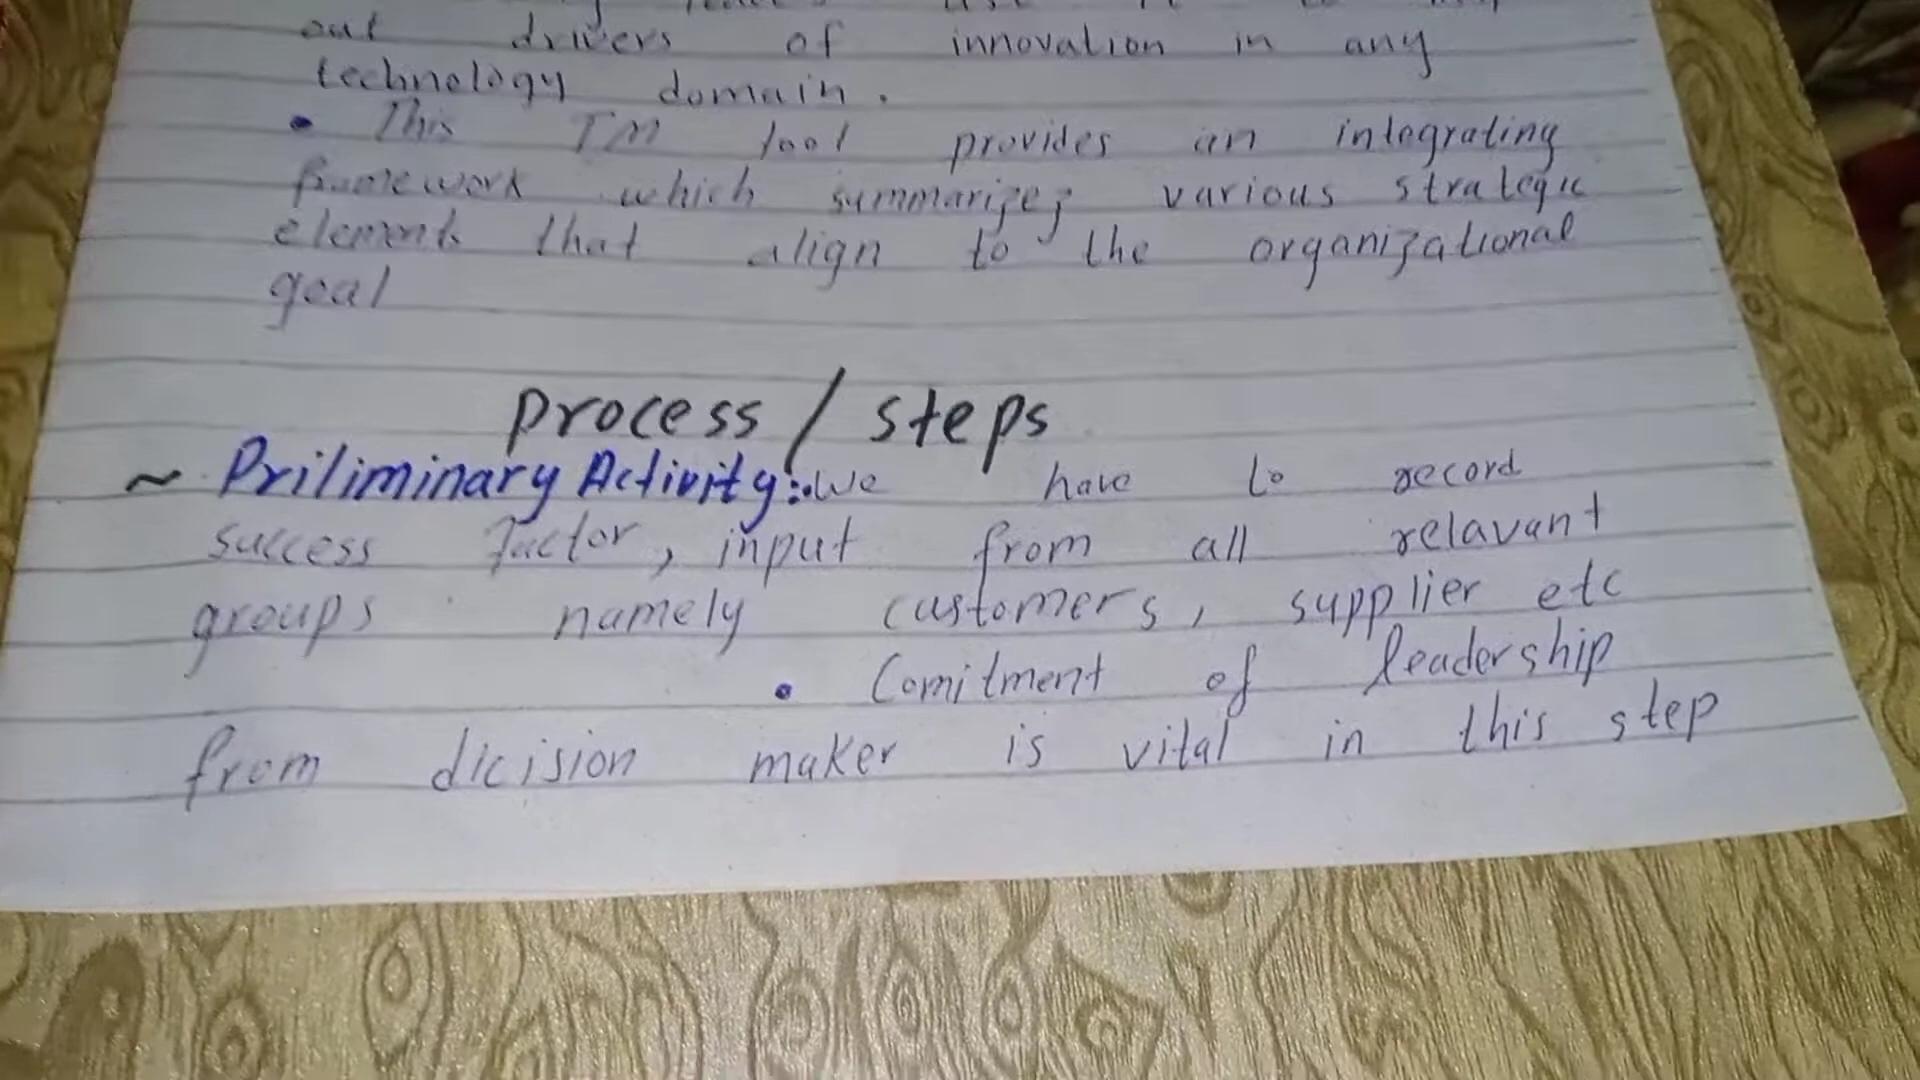 out drivers of innovation in any
technology domain.
• This TM tool provides an integrating
framework which summarizes various strategic
elements that align to the organizational
goal
process / steps
~ Priliminary Activity:. We have to record
success factor, input from all relavant
groups namely customers, supplier etc
• Comitment of leadership
from dicision maker is vital in this step